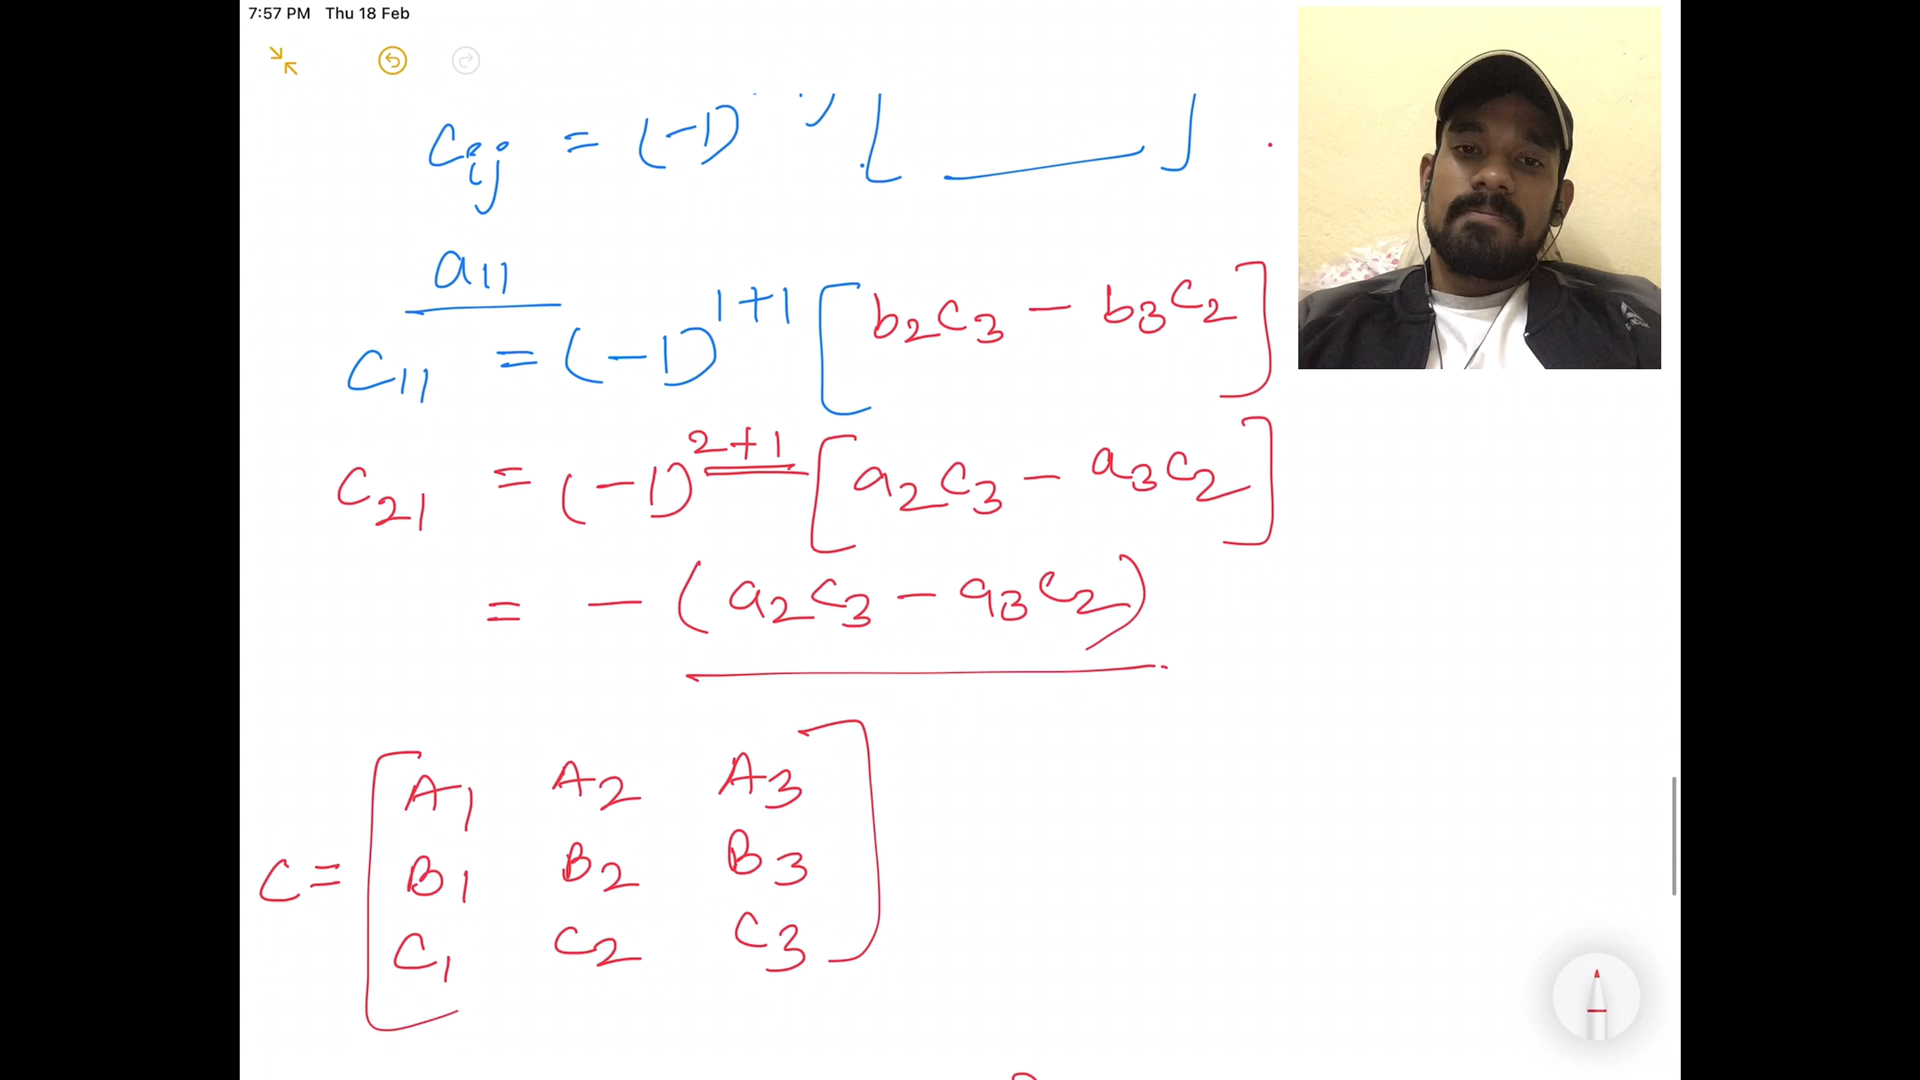 7:57 PM Thu 18 Feb
Cij = (-1) [ ____ ] .
a11
C11 = (-1)^1+1 [ b2c3 - b3c2 ]
C21 = (-1)^2+1 [ a2c3 - a3c2 ]
= - (a2c3 - a3c2)
A1 A2 A3
C = B1 B2 B3
C1 C2 C3